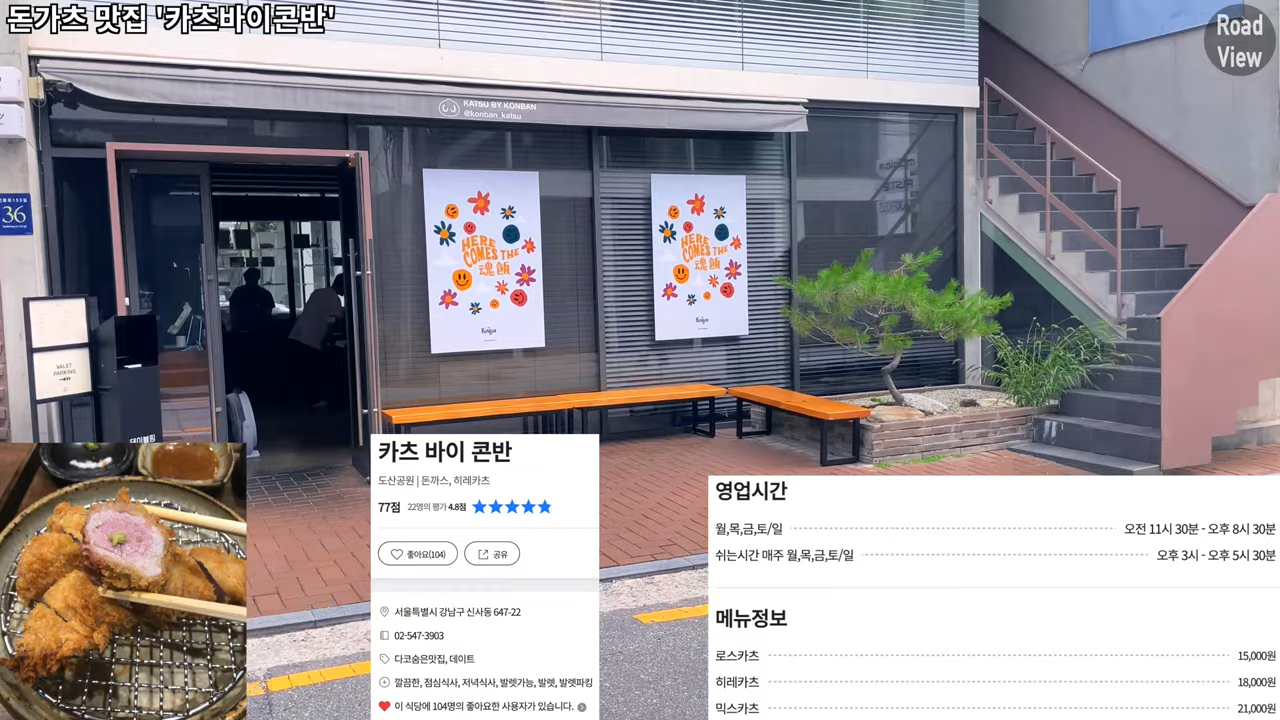 돈가츠 맛집 '카츠바이콘반'
Road
View
KATSU BY KONBAN
@konban_katsu
36
HERE
COMES THE
魂飯
Konban
HERE
COMES THE
魂飯
Konban
VALET
PARKING
테이블링
카츠 바이 콘반
도산공원 | 돈까스, 히레카츠
77점 22명의 평가 4.8점
좋아요(104) 공유
서울특별시 강남구 신사동 647-22
02-547-3903
다코숨은맛집, 데이트
깔끔한, 점심식사, 저녁식사, 발렛가능, 발렛, 발렛파킹
이 식당에 104명의 좋아요한 사용자가 있습니다.
영업시간
월,목,금,토/일 오전 11시 30분 - 오후 8시 30분
쉬는시간 매주 월,목,금,토/일 오후 3시 - 오후 5시 30분
메뉴정보
로스카츠 15,000원
히레카츠 18,000원
믹스카츠 21,000원